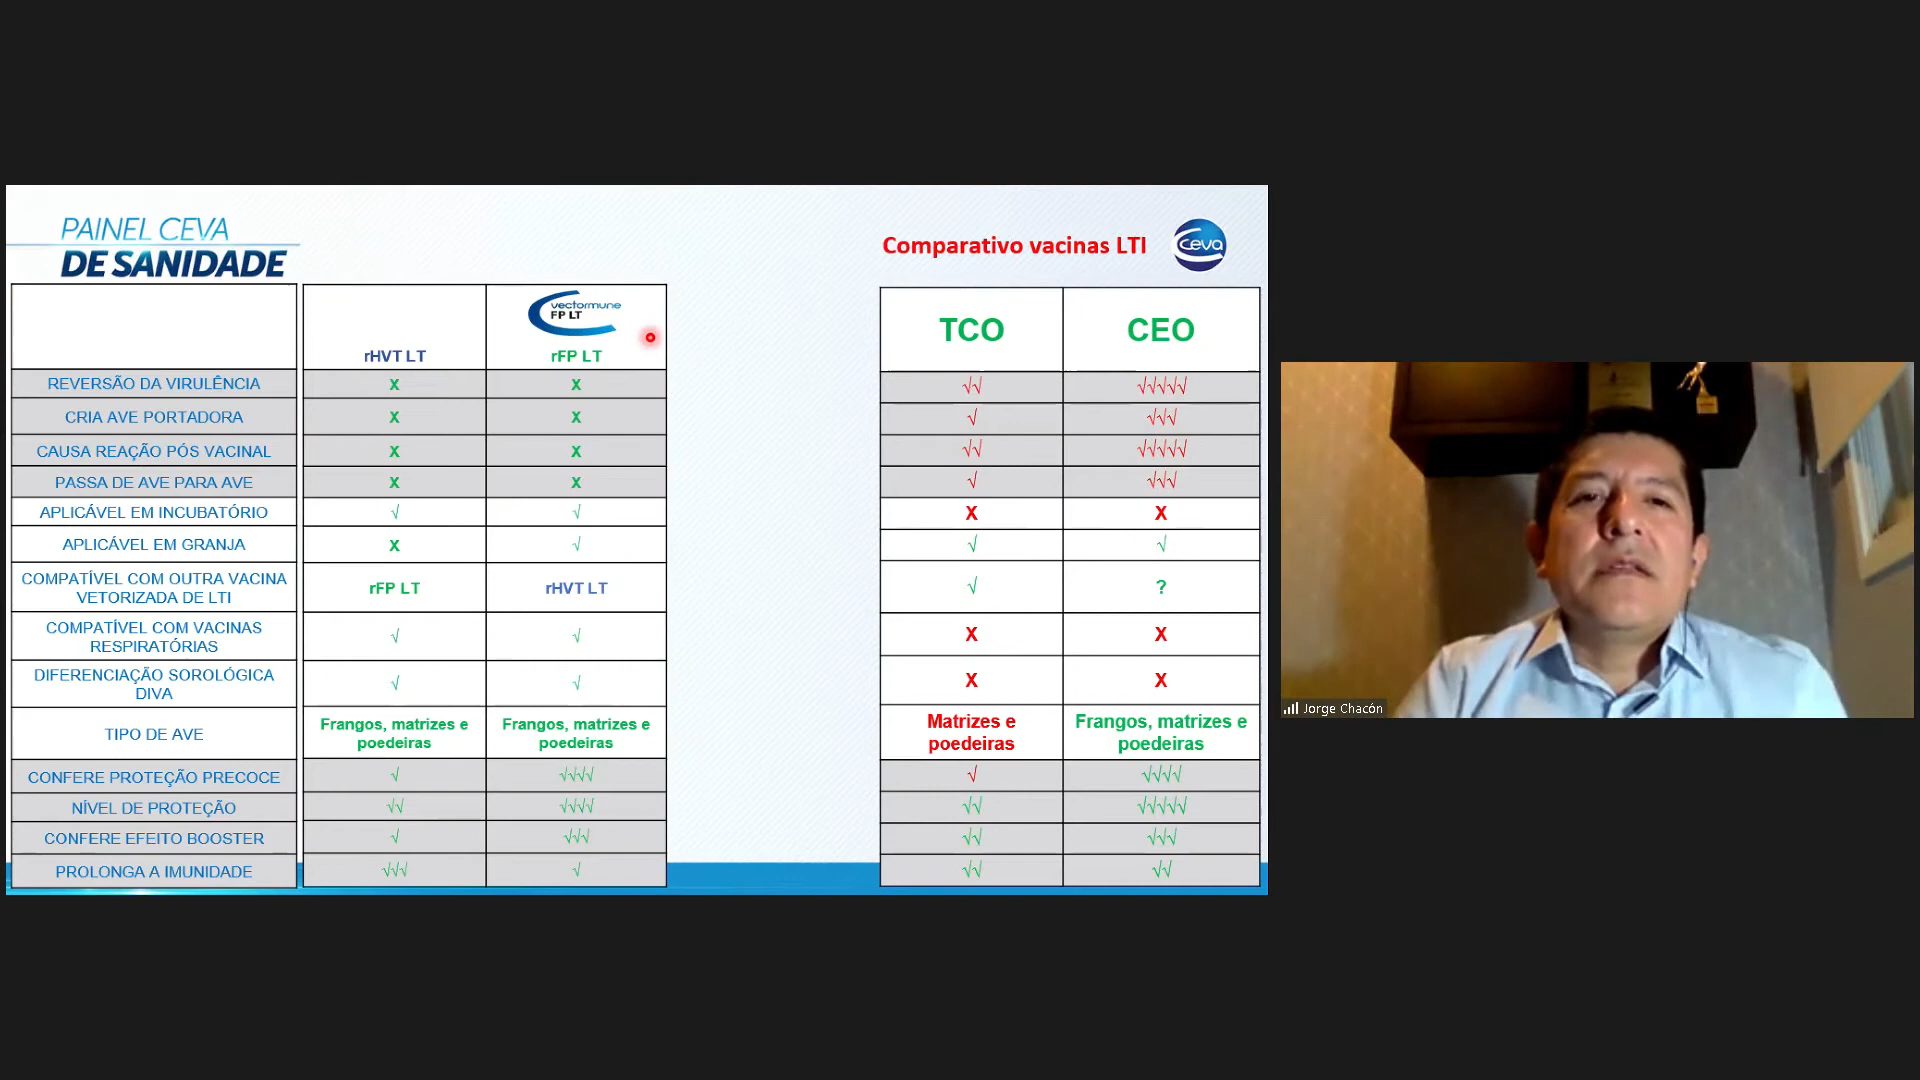 PAINEL CEVA
DE SANIDADE
Comparativo vacinas LTI
ceva
vectormune
FP LT
rHVT LT
rFP LT
TCO
CEO
REVERSÃO DA VIRULÊNCIA
X
X
√√
√√√√√
CRIA AVE PORTADORA
X
X
√
√√√
CAUSA REAÇÃO PÓS VACINAL
X
X
√√
√√√√√
PASSA DE AVE PARA AVE
X
X
√
√√√
APLICÁVEL EM INCUBATÓRIO
√
√
X
X
APLICÁVEL EM GRANJA
X
√
√
√
COMPATÍVEL COM OUTRA VACINA
VETORIZADA DE LTI
rFP LT
rHVT LT
√
?
COMPATÍVEL COM VACINAS
RESPIRATÓRIAS
√
√
X
X
DIFERENCIAÇÃO SOROLÓGICA
DIVA
√
√
X
X
TIPO DE AVE
Frangos, matrizes e
poedeiras
Frangos, matrizes e
poedeiras
Matrizes e
poedeiras
Frangos, matrizes e
poedeiras
CONFERE PROTEÇÃO PRECOCE
√
√√√√
√
√√√√
NÍVEL DE PROTEÇÃO
√√
√√√√
√√
√√√√√
CONFERE EFEITO BOOSTER
√
√√√
√√
√√√
PROLONGA A IMUNIDADE
√√√
√
√√
√√
Jorge Chacón